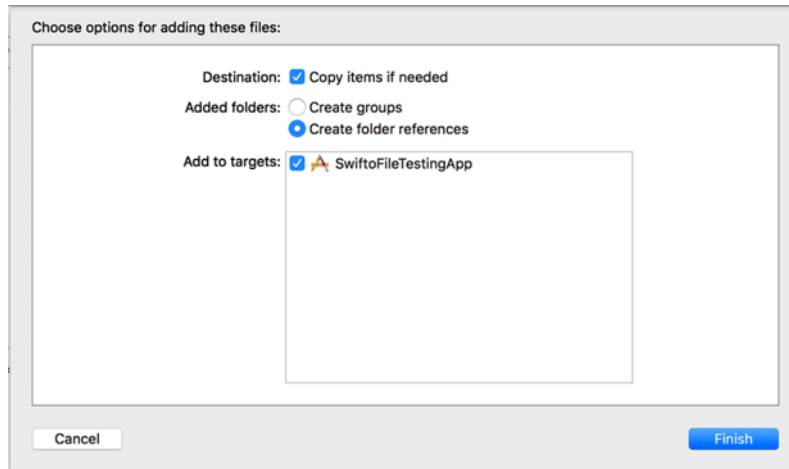 Choose options for adding these files:
Destination: Copy items if needed
Added folders: Create groups
Create folder references
Add to targets: SwiftoFileTestingApp
Cancel
Finish